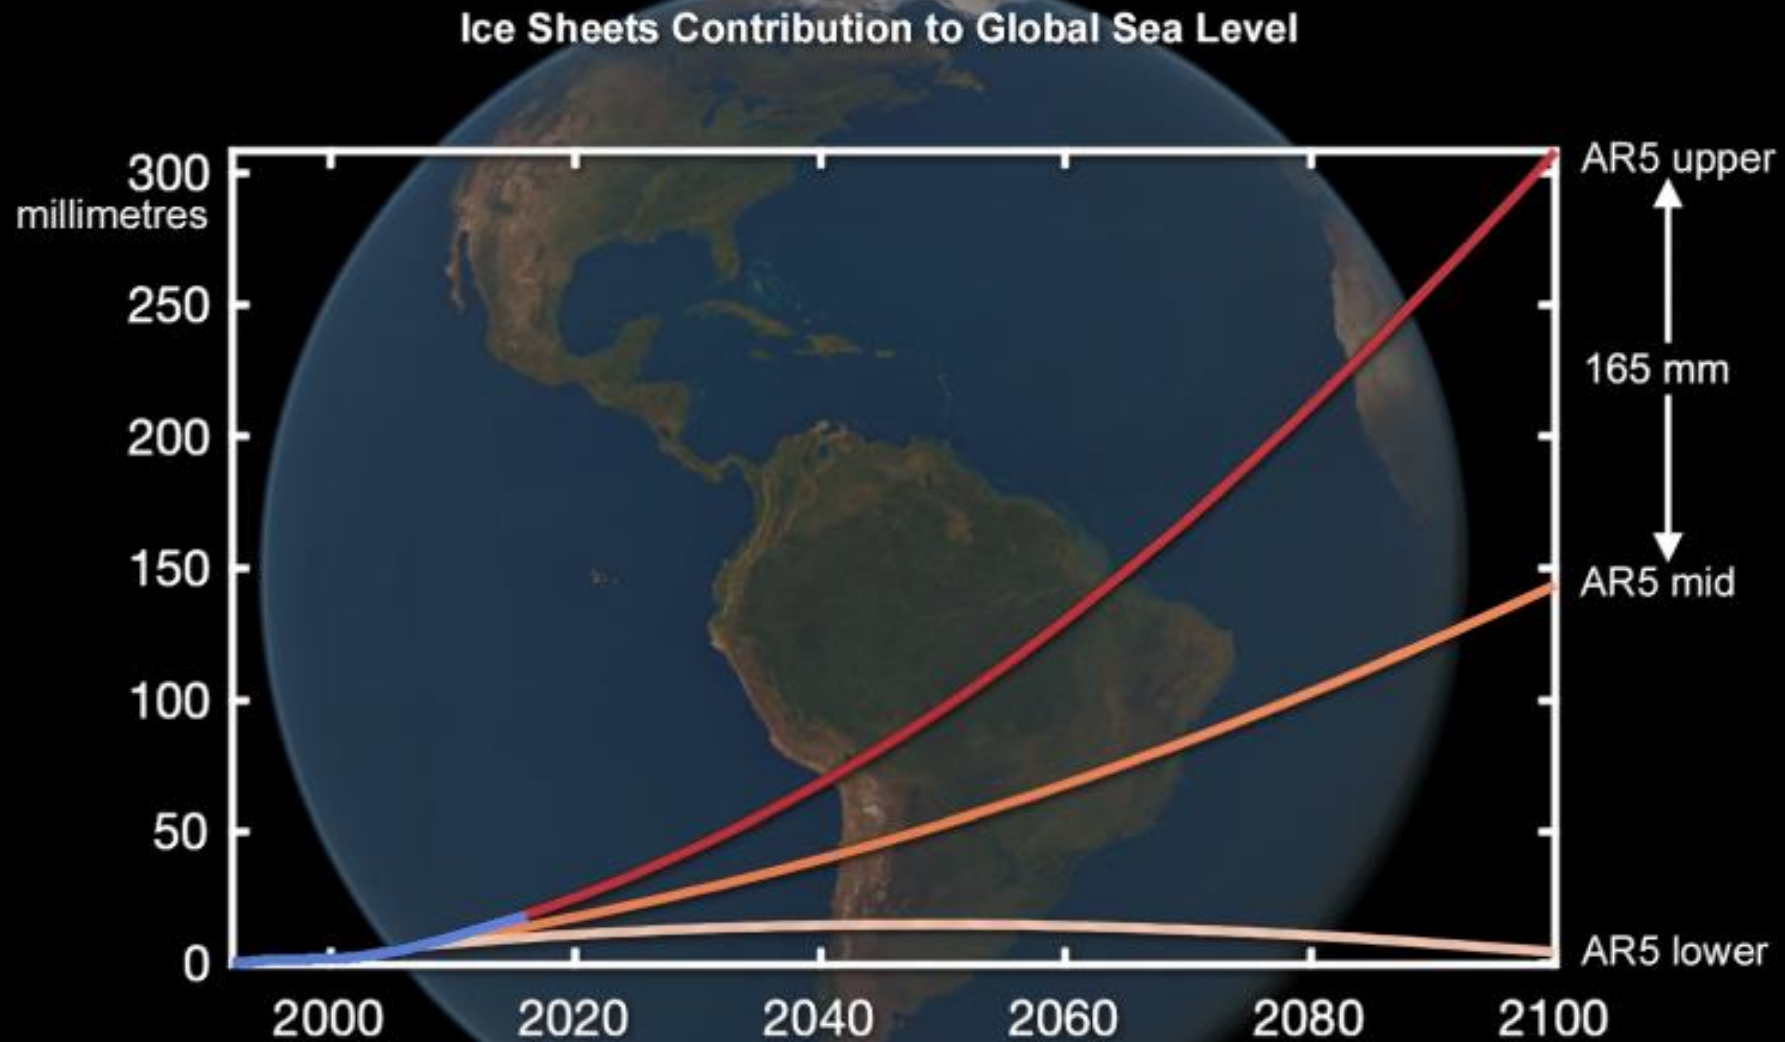 Ice Sheets Contribution to Global Sea Level
300
millimetres
250
200
150
100
50
0
2000 2020 2040 2060 2080 2100
AR5 upper
165 mm
AR5 mid
AR5 lower